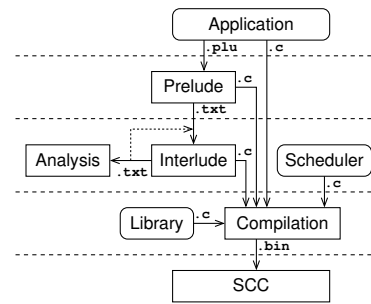 Application
.plu .c
Prelude .c
.txt
Analysis Interlude .c Scheduler
.txt .c
Library .c Compilation
.bin
SCC